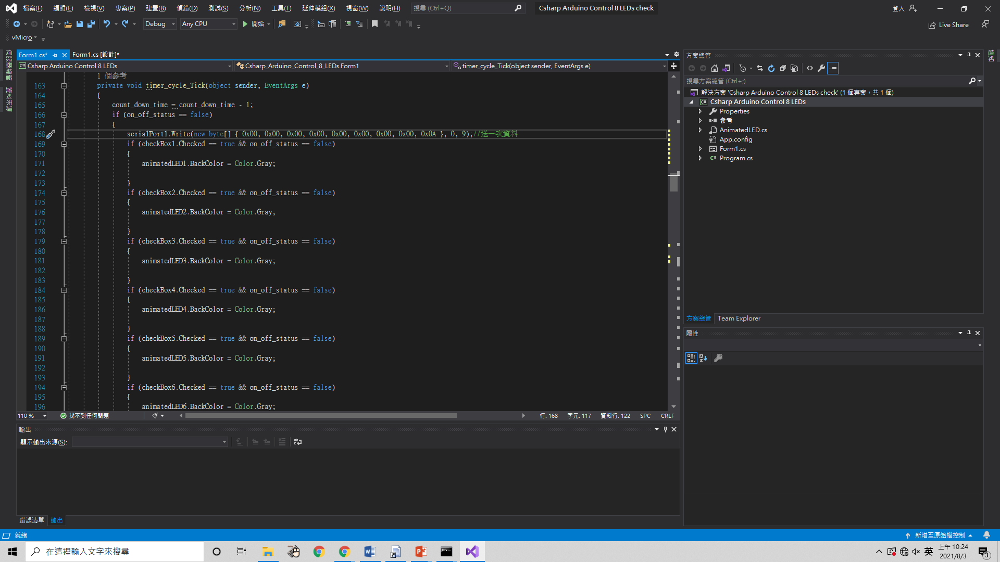 檔案(F) 編輯(E) 檢視(V) 專案(P) 建置(B) 偵錯(D) 測試(S) 分析(N) 工具(T) 延伸模組(X) 視窗(W) 說明(H) 搜尋 (Ctrl+Q) Csharp Arduino Control 8 LEDs check 登入
Debug Any CPU 開始 Live Share
vMicro
伺服器總管
資料來源
Form1.cs* Form1.cs [設計]*
Csharp Arduino Control 8 LEDs Csharp_Arduino_Control_8_LEDs.Form1 timer_cycle_Tick(object sender, EventArgs e)
1 個參考
163 private void timer_cycle_Tick(object sender, EventArgs e)
164 {
165 count_down_time = count_down_time - 1;
166 if (on_off_status == false)
167 {
168 serialPort1.Write(new byte[] { 0x00, 0x00, 0x00, 0x00, 0x00, 0x00, 0x00, 0x00, 0x0A }, 0, 9);//送一次資料
169 if (checkBox1.Checked == true && on_off_status == false)
170 {
171 animatedLED1.BackColor = Color.Gray;
172
173 }
174 if (checkBox2.Checked == true && on_off_status == false)
175 {
176 animatedLED2.BackColor = Color.Gray;
177
178 }
179 if (checkBox3.Checked == true && on_off_status == false)
180 {
181 animatedLED3.BackColor = Color.Gray;
182
183 }
184 if (checkBox4.Checked == true && on_off_status == false)
185 {
186 animatedLED4.BackColor = Color.Gray;
187
188 }
189 if (checkBox5.Checked == true && on_off_status == false)
190 {
191 animatedLED5.BackColor = Color.Gray;
192
193 }
194 if (checkBox6.Checked == true && on_off_status == false)
195 {
196 animatedLED6.BackColor = Color.Gray;
110 % 找不到任何問題 行: 168 字元: 117 資料行: 122 SPC CRLF
輸出
顯示輸出來源(S):
錯誤清單 輸出
方案總管
搜尋方案總管 (Ctrl+;)
解決方案 'Csharp Arduino Control 8 LEDs check' (1 個專案，共 1 個)
Csharp Arduino Control 8 LEDs
Properties
參考
AnimatedLED.cs
App.config
Form1.cs
Program.cs
方案總管 Team Explorer
屬性
通知
就緒 新增至原始檔控制
在這裡輸入文字來搜尋
英 上午 10:24
2021/8/3
3